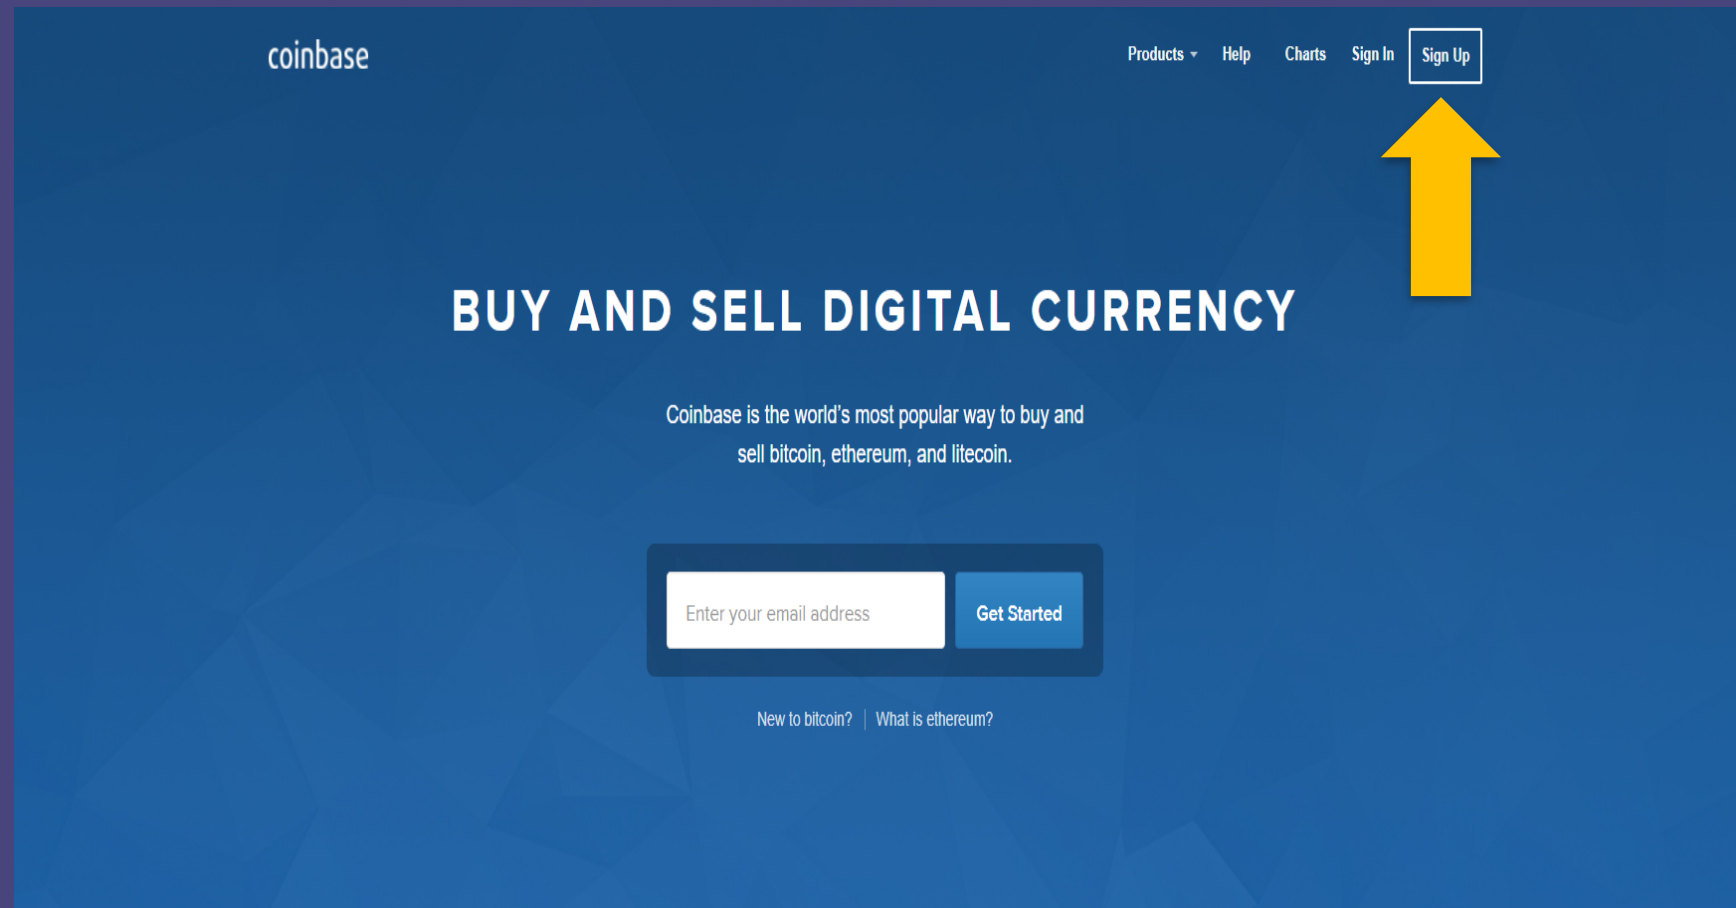 coinbase
Products Help Charts Sign In Sign Up
BUY AND SELL DIGITAL CURRENCY
Coinbase is the world's most popular way to buy and
sell bitcoin, ethereum, and litecoin.
Enter your email address Get Started
New to bitcoin? What is ethereum?